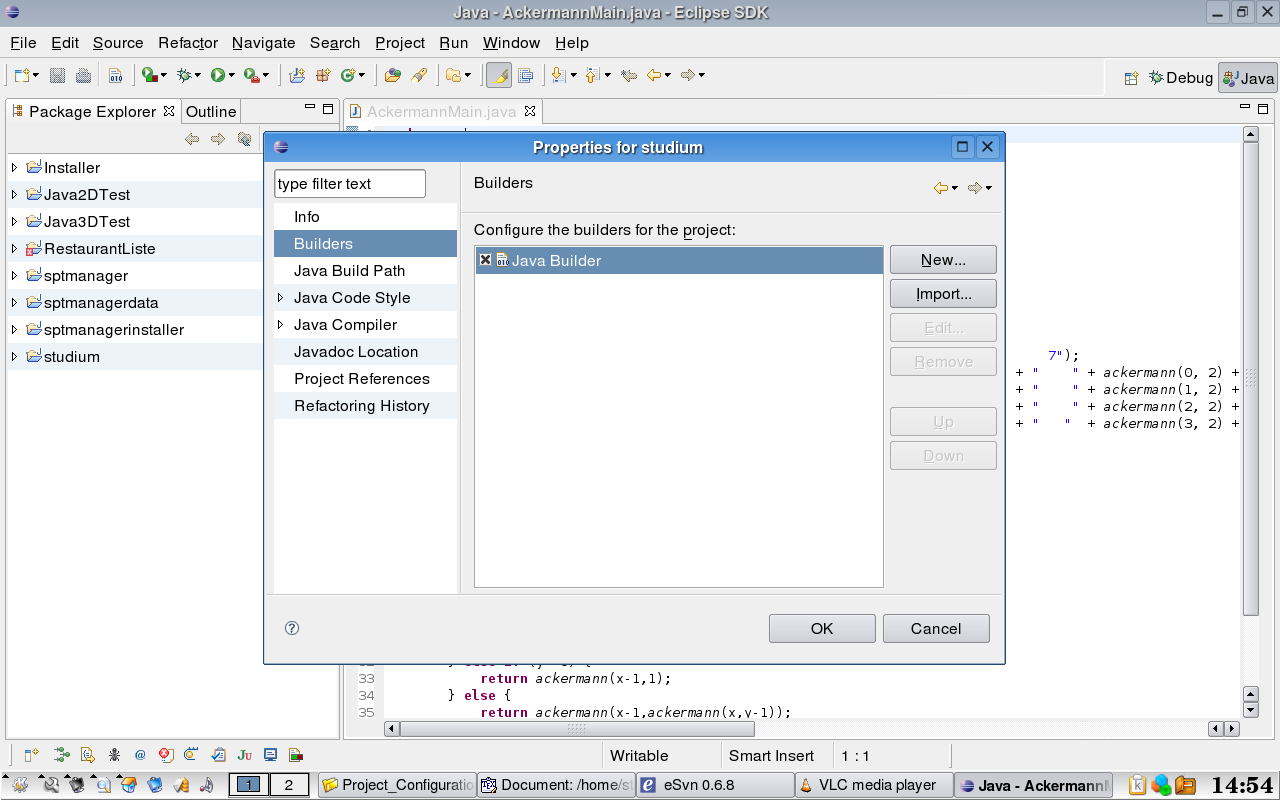 Java - AckermannMain.java - Eclipse SDK
File Edit Source Refactor Navigate Search Project Run Window Help
Debug Java
Package Explorer Outline
AckermannMain.java
Properties for studium
Installer
Java2DTest
Java3DTest
RestaurantListe
sptmanager
sptmanagerdata
sptmanagerinstaller
studium
type filter text
Info
Builders
Java Build Path
Java Code Style
Java Compiler
Javadoc Location
Project References
Refactoring History
Builders
Configure the builders for the project:
Java Builder
New...
Import...
Edit...
Remove
Up
Down
OK
Cancel
7");
+ " " + ackermann(0, 2) +
+ " " + ackermann(1, 2) +
+ " " + ackermann(2, 2) +
+ " " + ackermann(3, 2) +
33 return ackermann(x-1,1);
34 } else {
35 return ackermann(x-1,ackermann(x,y-1));
Writable Smart Insert 1 : 1
1 2 Project_Configuratio Document: /home/s eSvn 0.6.8 VLC media player Java - AckermannM 14:54